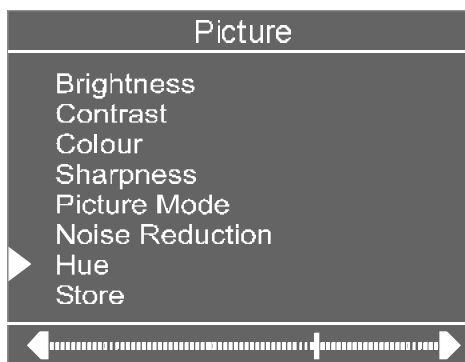 Picture
Brightness
Contrast
Colour
Sharpness
Picture Mode
Noise Reduction
Hue
Store